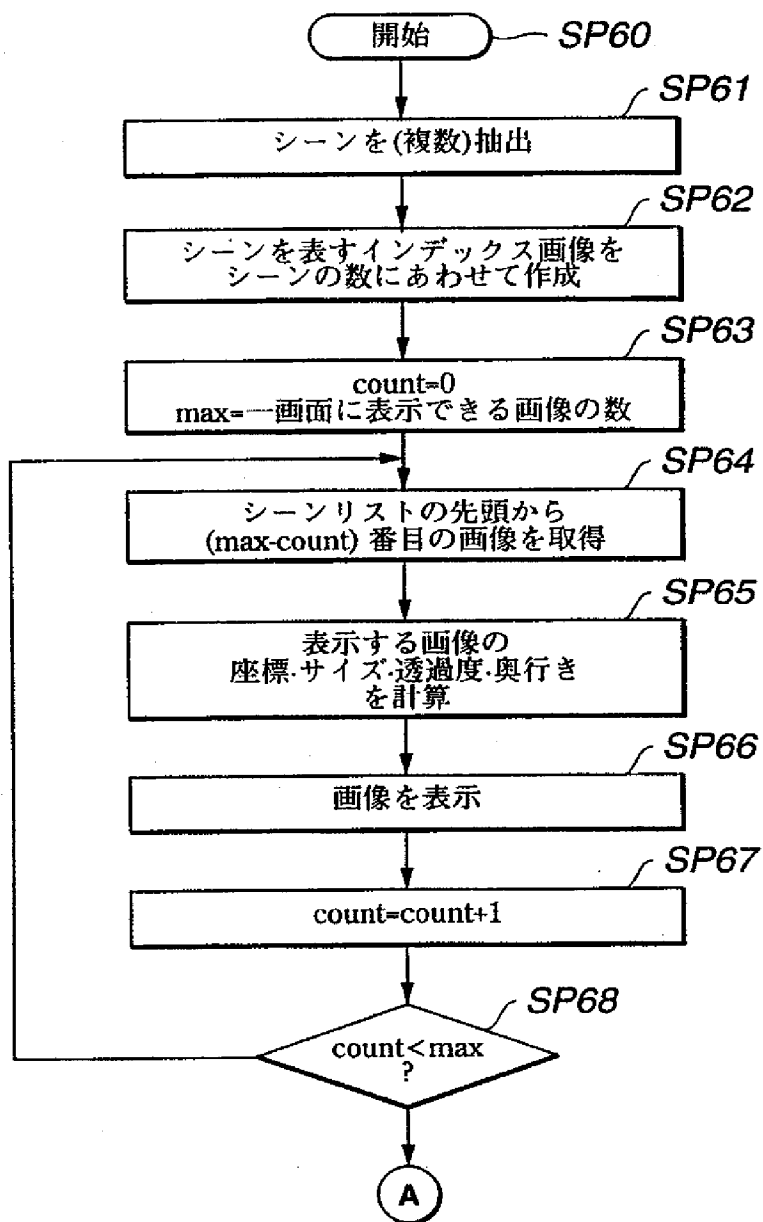 開始
SP60
SP61
シーンを(複数)抽出
SP62
シーンを表すインデックス画像を
シーンの数にあわせて作成
SP63
count=0
max=一画面に表示できる画像の数
SP64
シーンリストの先頭から
(max-count) 番目の画像を取得
SP65
表示する画像の
座標·サイズ·透過度·奥行き
を計算
SP66
画像を表示
SP67
count=count+1
SP68
count<max
?
A